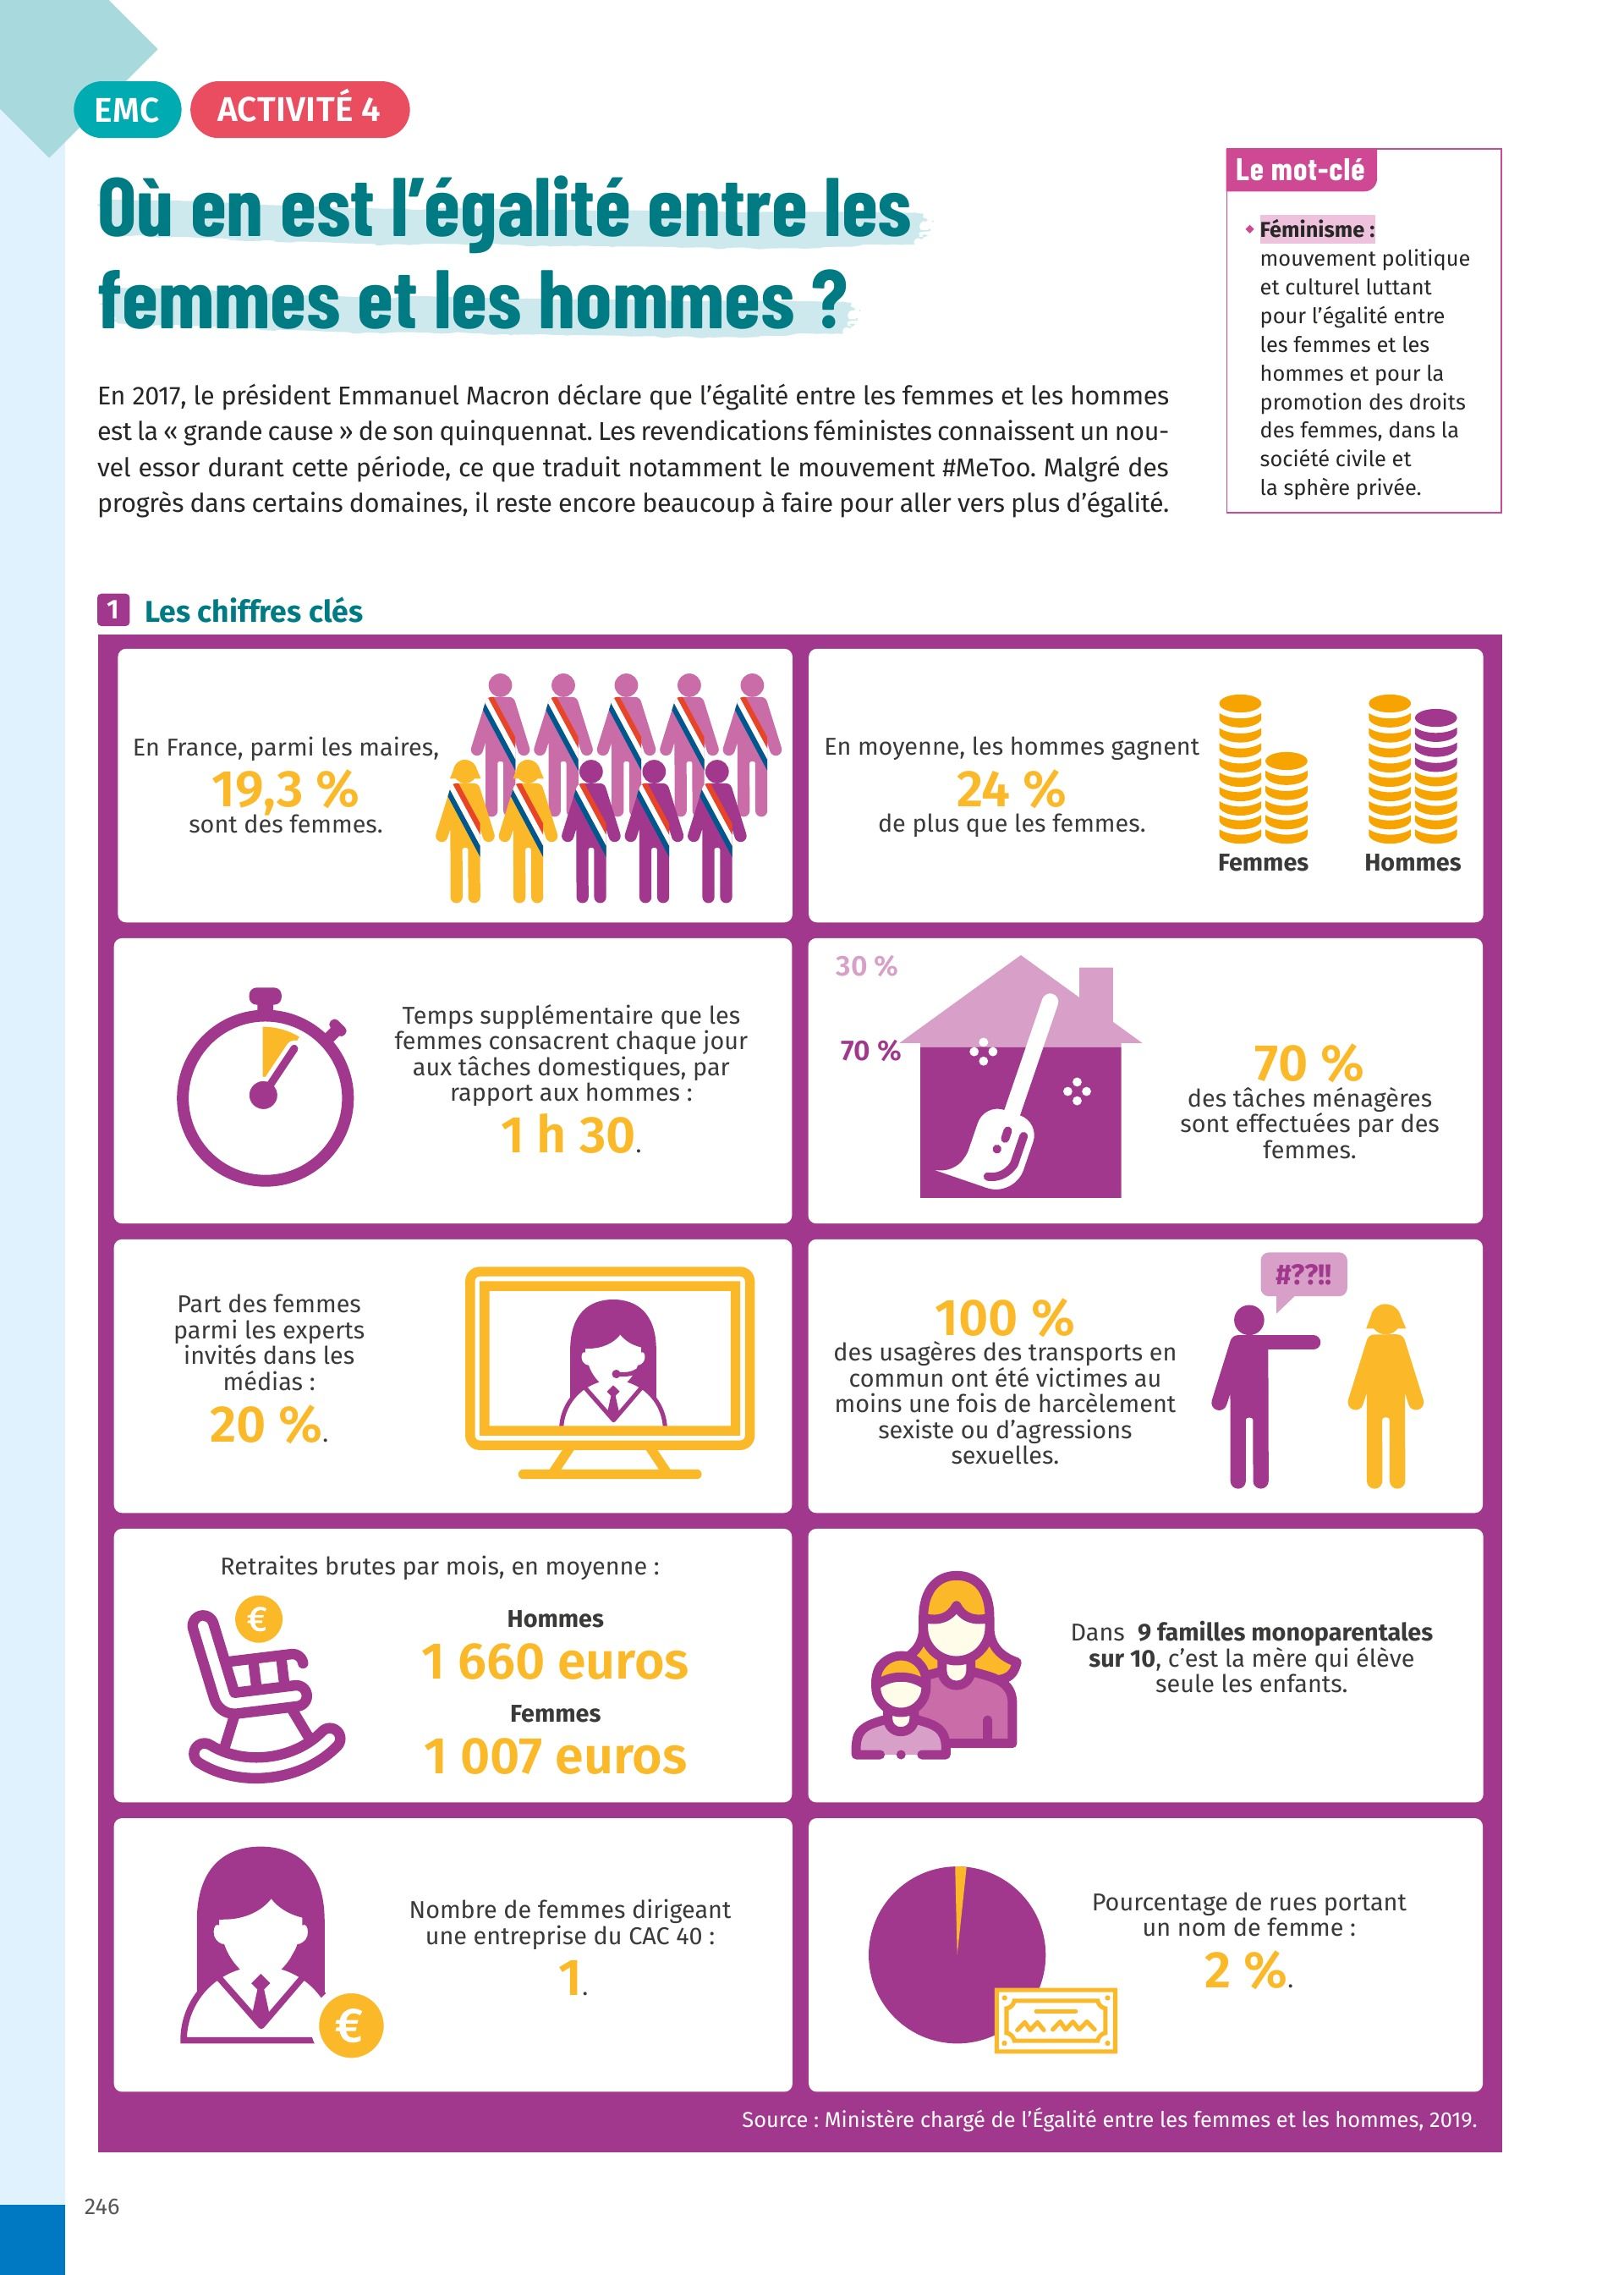 EMC
ACTIVITÉ 4
Où en est l’égalité entre les
femmes et les hommes ?
En 2017, le président Emmanuel Macron déclare que l’égalité entre les femmes et les hommes
est la « grande cause » de son quinquennat. Les revendications féministes connaissent un nou-
vel essor durant cette période, ce que traduit notamment le mouvement #MeToo. Malgré des
progrès dans certains domaines, il reste encore beaucoup à faire pour aller vers plus d’égalité.
Le mot-clé
• Féminisme :
mouvement politique
et culturel luttant
pour l’égalité entre
les femmes et les
hommes et pour la
promotion des droits
des femmes, dans la
société civile et
la sphère privée.
1 Les chiffres clés
En France, parmi les maires,
19,3 %
sont des femmes.
En moyenne, les hommes gagnent
24 %
de plus que les femmes.
Femmes
Hommes
Temps supplémentaire que les
femmes consacrent chaque jour
aux tâches domestiques, par
rapport aux hommes :
1 h 30.
30 %
70 %
70 %
des tâches ménagères
sont effectuées par des
femmes.
Part des femmes
parmi les experts
invités dans les
médias :
20 %.
100 %
des usagères des transports en
commun ont été victimes au
moins une fois de harcèlement
sexiste ou d’agressions
sexuelles.
#??!!
Retraites brutes par mois, en moyenne :
€
Hommes
1 660 euros
Femmes
1 007 euros
Dans 9 familles monoparentales
sur 10, c’est la mère qui élève
seule les enfants.
Nombre de femmes dirigeant
une entreprise du CAC 40 :
1.
€
Pourcentage de rues portant
un nom de femme :
2 %.
Source : Ministère chargé de l’Égalité entre les femmes et les hommes, 2019.
246